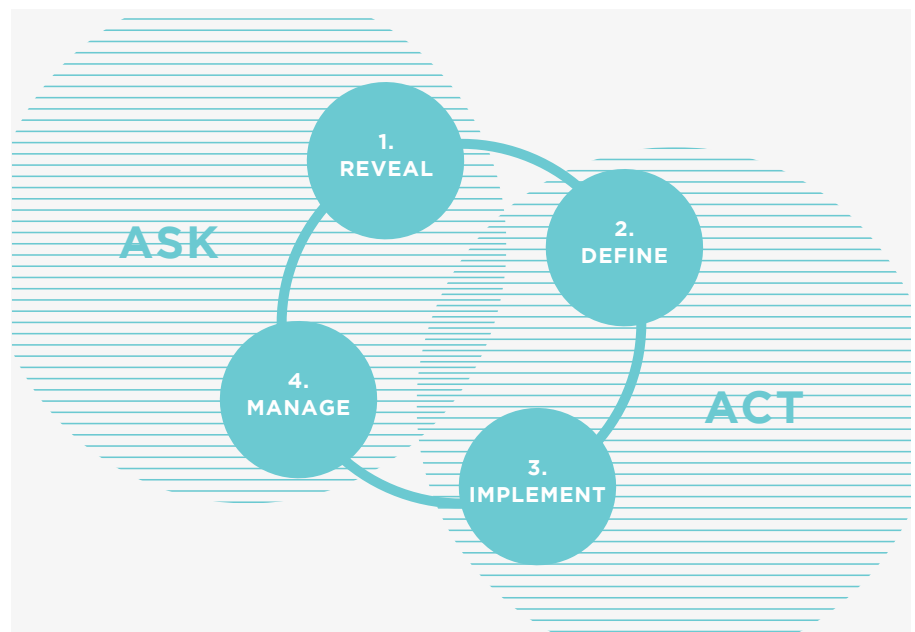 1.
REVEAL
ASK
2.
DEFINE
4.
MANAGE
ACT
3.
IMPLEMENT